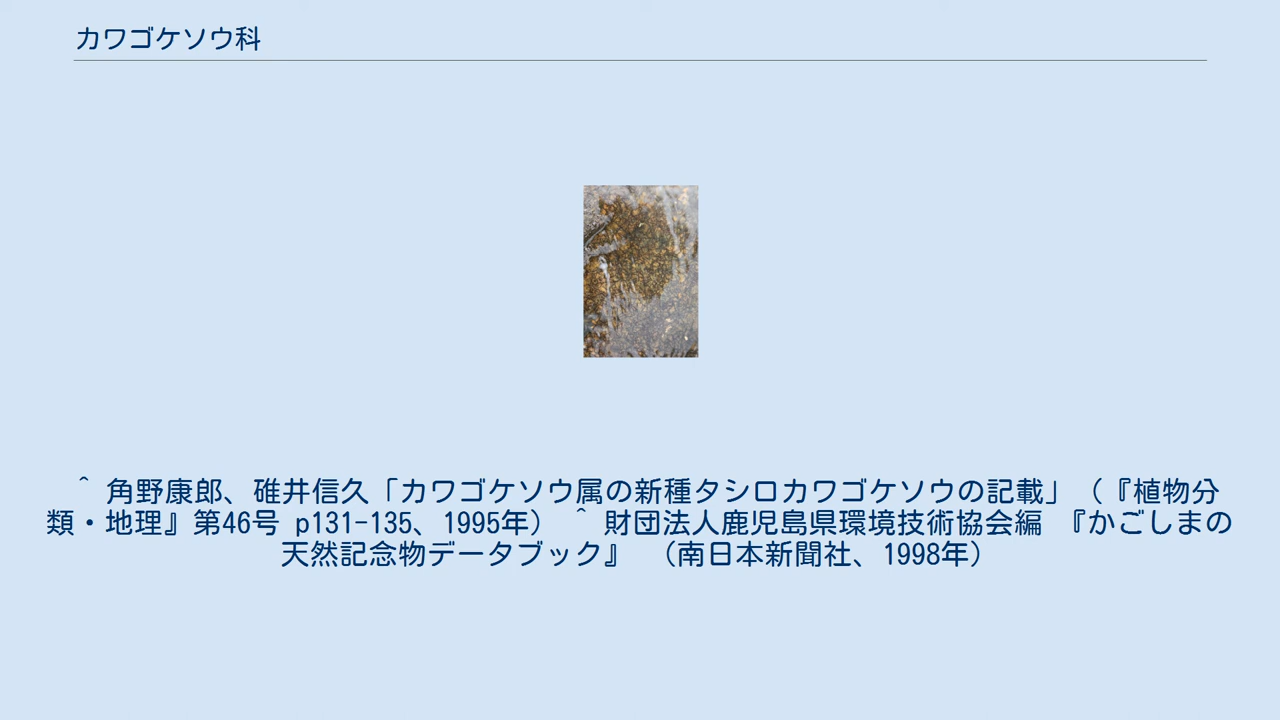 カワゴケソウ科
^ 角野康郎、碓井信久「カワゴケソウ属の新種タシロカワゴケソウの記載」（『植物分
類・地理』第46号 p131-135、1995年） ^ 財団法人鹿児島県環境技術協会編 『かごしまの
天然記念物データブック』 （南日本新聞社、1998年）